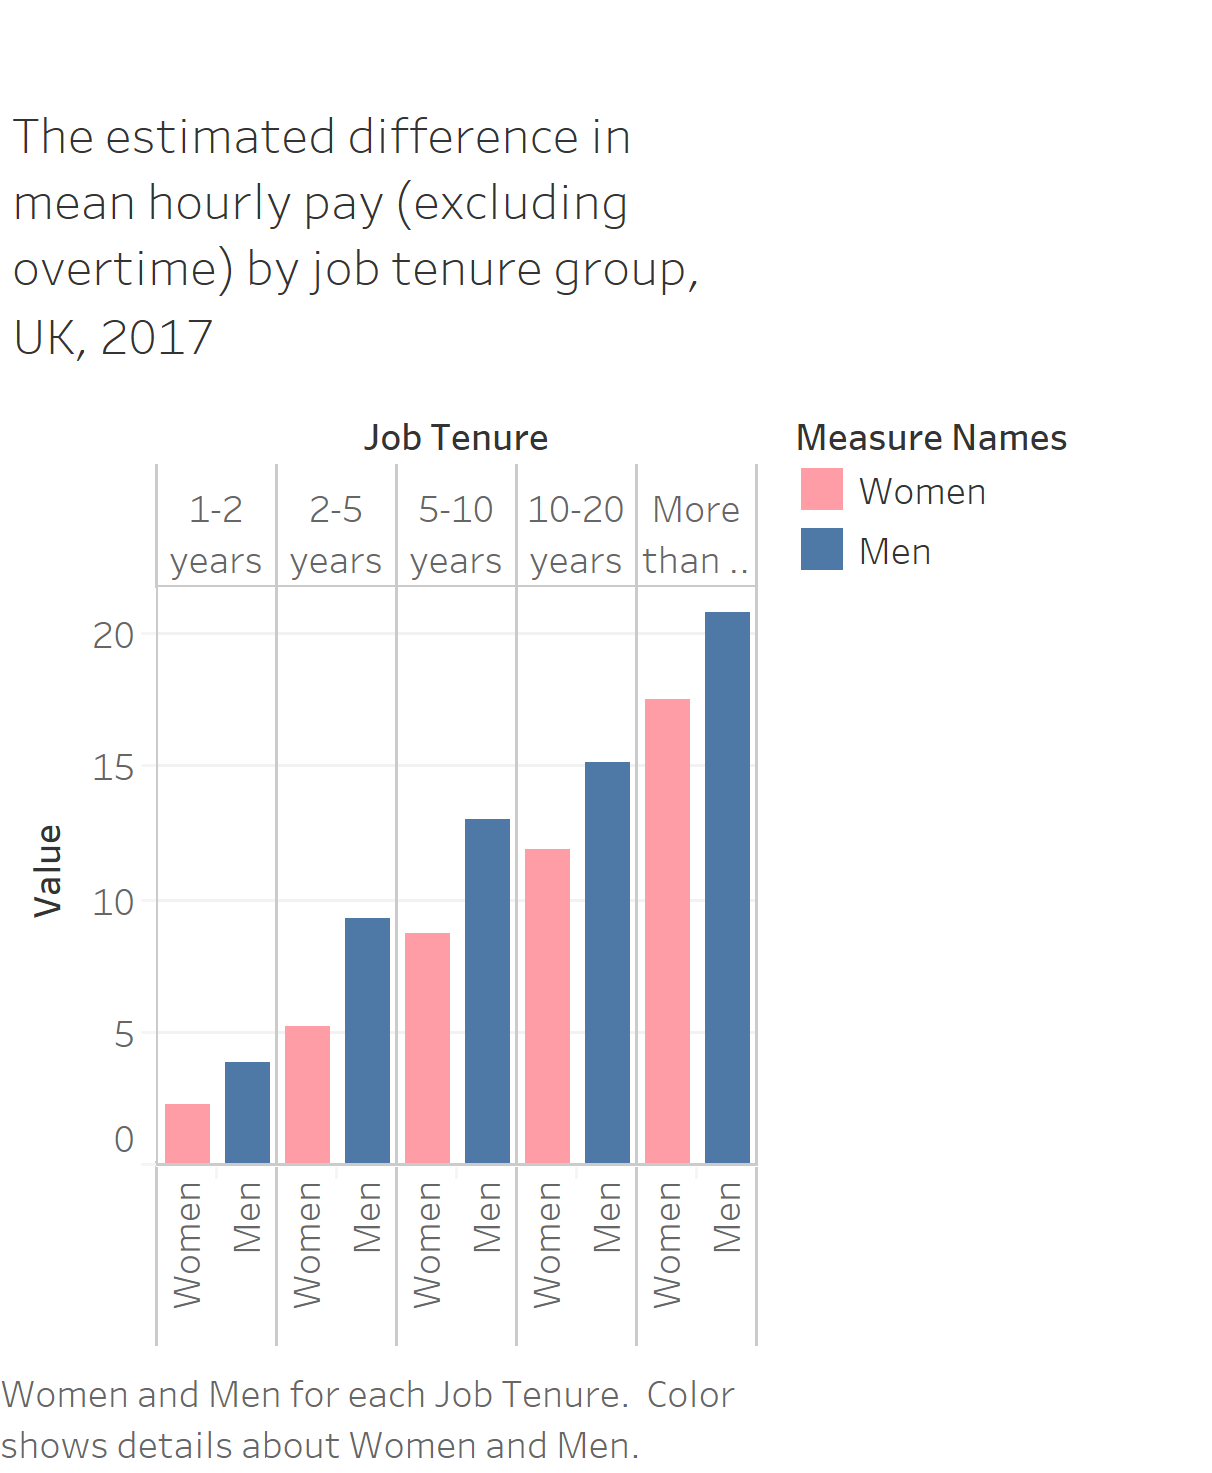 The estimated difference in
mean hourly pay (excluding
overtime) by job tenure group,
UK, 2017
Job Tenure
1-2 years
2-5 years
5-10 years
10-20 years
More than ..
Measure Names
Women
Men
Value
20
15
10
5
0
Women
Men
Women
Men
Women
Men
Women
Men
Women
Men
Women and Men for each Job Tenure. Color
shows details about Women and Men.